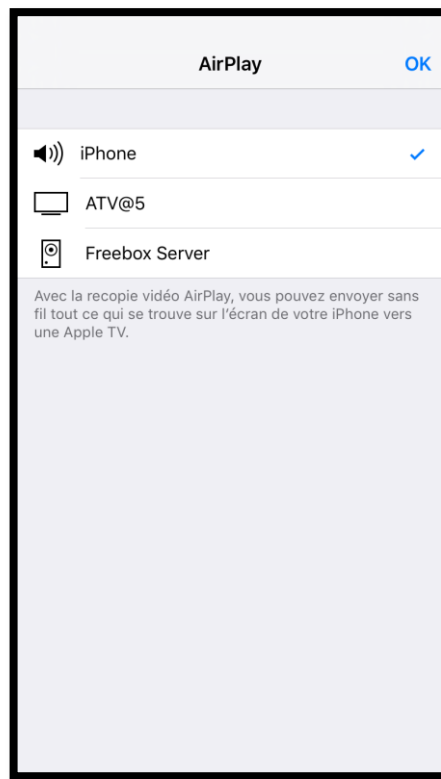 AirPlay OK
iPhone
ATV@5
Freebox Server
Avec la recopie vidéo AirPlay, vous pouvez envoyer sans
fil tout ce qui se trouve sur l’écran de votre iPhone vers
une Apple TV.